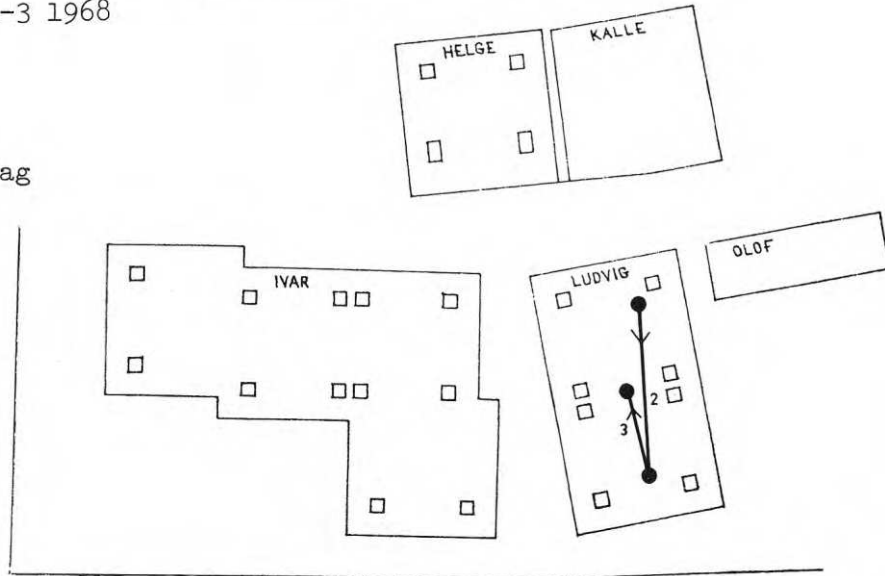 -3 1968
HELGE
KALLE
ag
IVAR
LUDVIG
OLOF
2
3